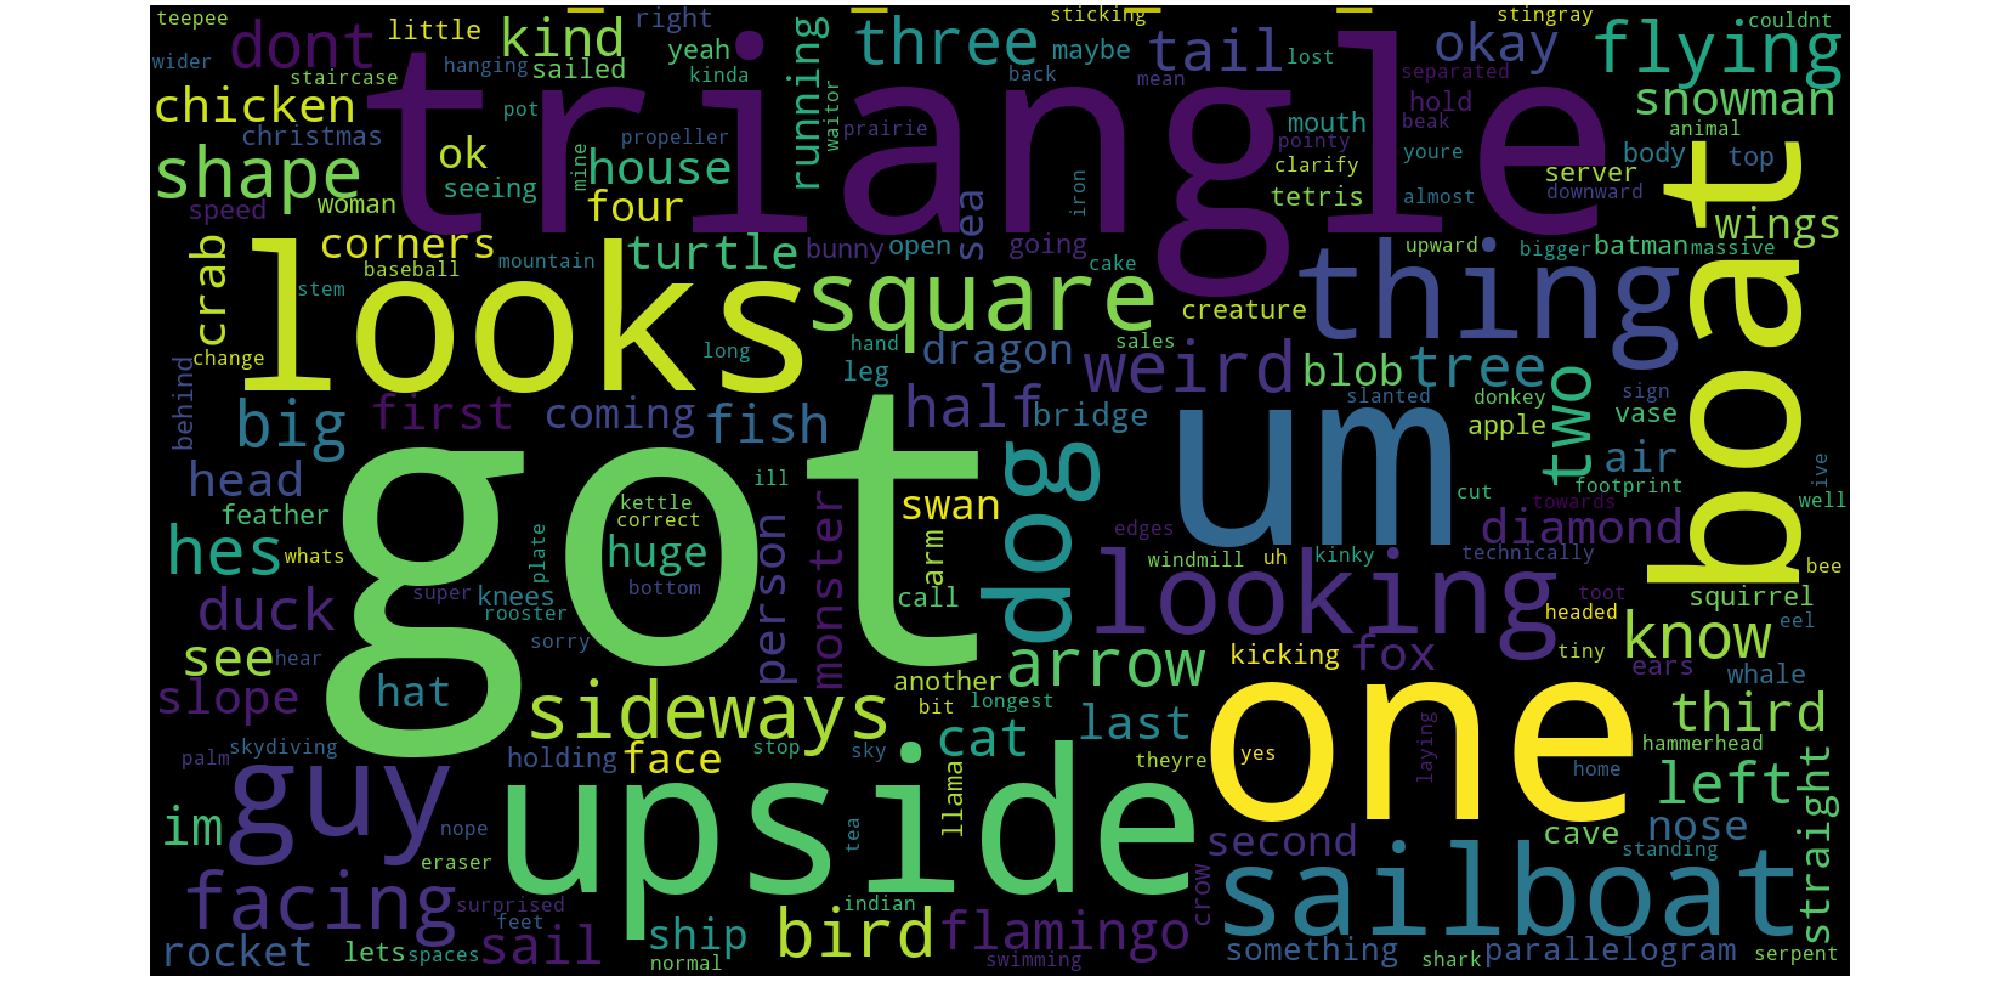 teepee
little
right
sticking
stingray
couldnt
dont
kind
three
tail
okay
flying
wider
hanging
yeah
maybe
lost
staircase
sailed
kinda
running
back
mean
separated
chicken
pot
waitor
hold
snowman
triangle
christmas
propeller
prairie
mouth
beak
animal
ok
mine
house
pointy
youre
body
top
shape
seeing
clarify
server
speed
woman
four
iron
tetris
almost
downward
wings
boat
crab
corners
turtle
bunny
open
sea
going
upward
bigger
batman
massive
baseball
mountain
cake
stem
looks
square
creature
thing
change
long
hand
dragon
sales
leg
weird
blob
tree
behind
big
first
coming
fish
half
bridge
slanted
donkey
sign
two
vase
apple
head
got
ill
dog
um
air
ive
feather
kettle
correct
swan
cut
footprint
well
towards
hes
whats
plate
huge
person
monster
arm
edges
diamond
windmill
uh
kinky
technically
bee
duck
super
knees
bottom
call
looking
toot
squirrel
rooster
headed
eel
see
hear
sorry
arrow
kicking
fox
tiny
know
slope
hat
sideways
another
ears
whale
bit
longest
one
third
palm
skydiving
holding
face
stop
sky
cat
last
theyre
yes
laying
hammerhead
guy
upside
llama
home
left
straight
im
nope
tea
second
cave
nose
eraser
standing
facing
surprised
feet
indian
crow
sailboat
rocket
lets
spaces
sail
ship
normal
bird
flamingo
swimming
something
shark
parallelogram
serpent